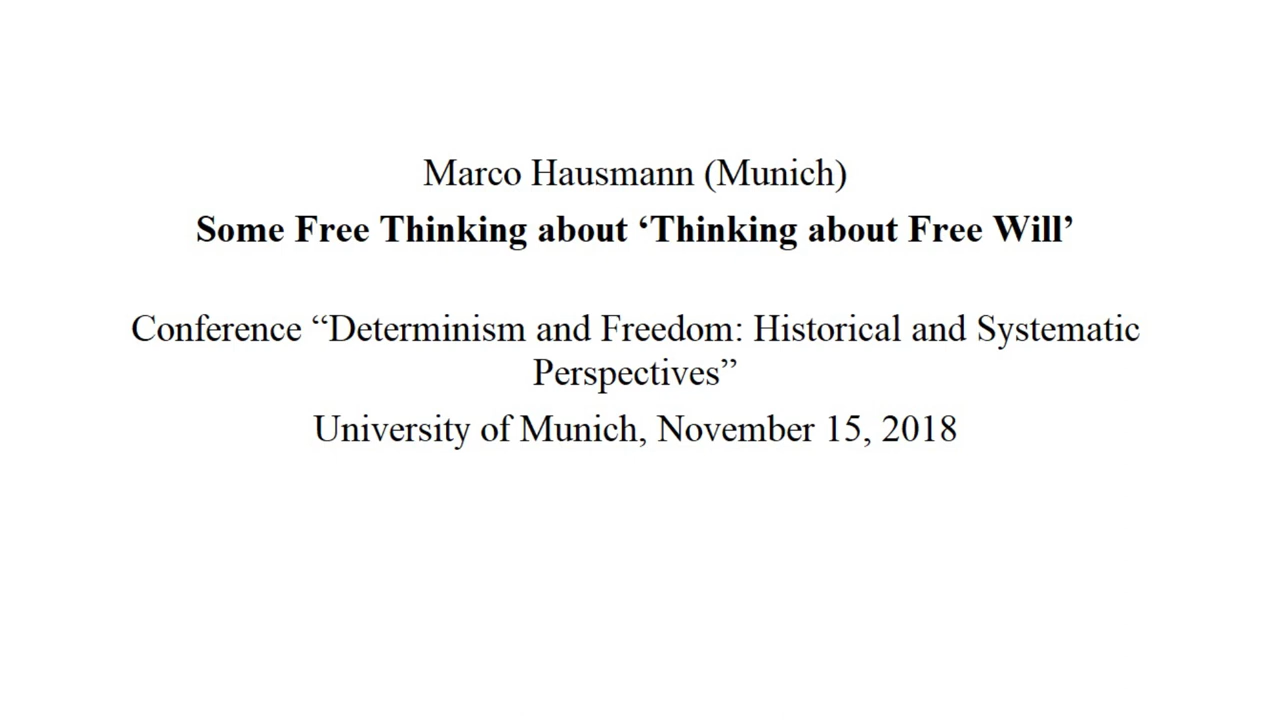 Marco Hausmann (Munich)
Some Free Thinking about ‘Thinking about Free Will’
Conference “Determinism and Freedom: Historical and Systematic
Perspectives”
University of Munich, November 15, 2018